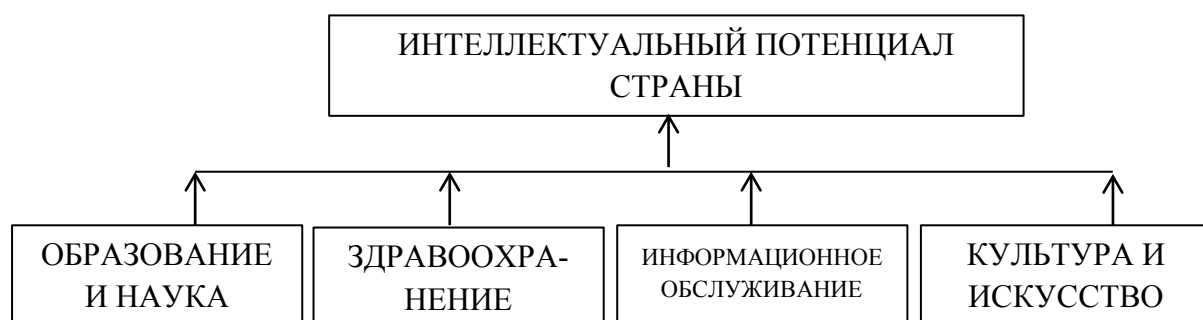 ИНТЕЛЛЕКТУАЛЬНЫЙ ПОТЕНЦИАЛ
СТРАНЫ
ОБРАЗОВАНИЕ
И НАУКА
ЗДРАВООХРА-
НЕНИЕ
ИНФОРМАЦИОННОЕ
ОБСЛУЖИВАНИЕ
КУЛЬТУРА И
ИСКУССТВО